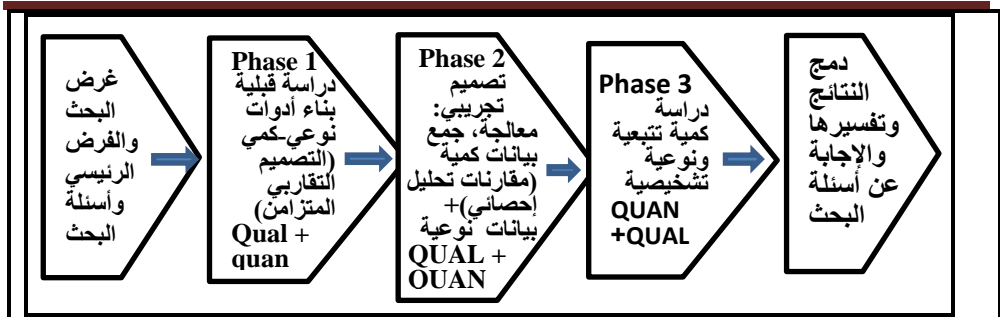 غرض
البحث
والفرض
الرئيسي
وأسئلة
البحث
Phase 1
دراسة قبلية
بناء أدوات
نوعي-كمي
(التصميم
التقاربي
المتزامن)
Qual +
quan
Phase 2
تصميم
تجريبي:
معالجة، جمع
بيانات كمية
(مقارنات تحليل
إحصائي)+
بيانات نوعية
QUAL +
QUAN
Phase 3
دراسة
كمية تتبعية
ونوعية
تشخيصية
QUAN
+QUAL
دمج
النتائج
وتفسيرها
والإجابة
عن أسئلة
البحث